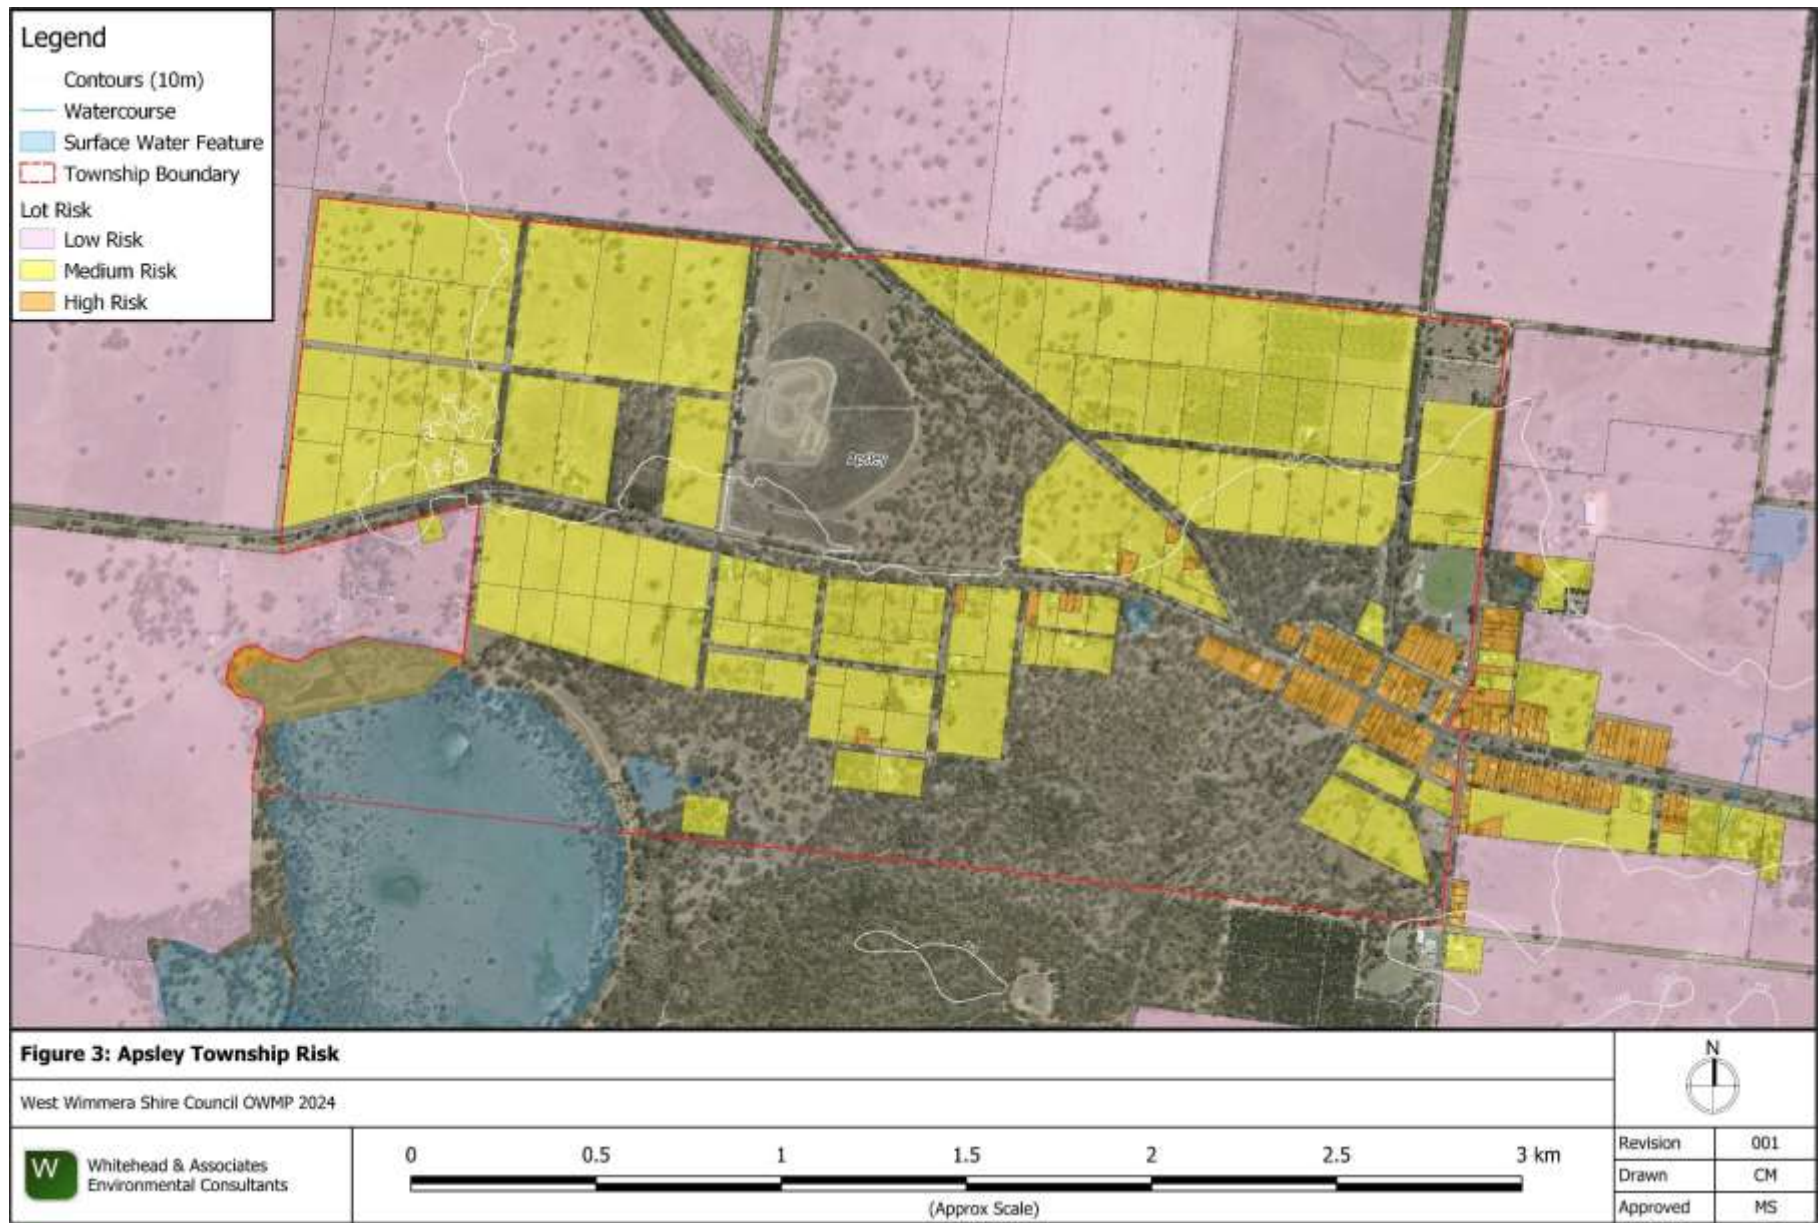 Legend
Contours (10m)
Watercourse
Surface Water Feature
Township Boundary
Lot Risk
Low Risk
Medium Risk
High Risk
Apsley
Figure 3: Apsley Township Risk
West Wimmera Shire Council OWMP 2024
N
W
Whitehead & Associates
Environmental Consultants
0 0.5 1 1.5 2 2.5 3 km
(Approx Scale)
Revision 001
Drawn CM
Approved MS